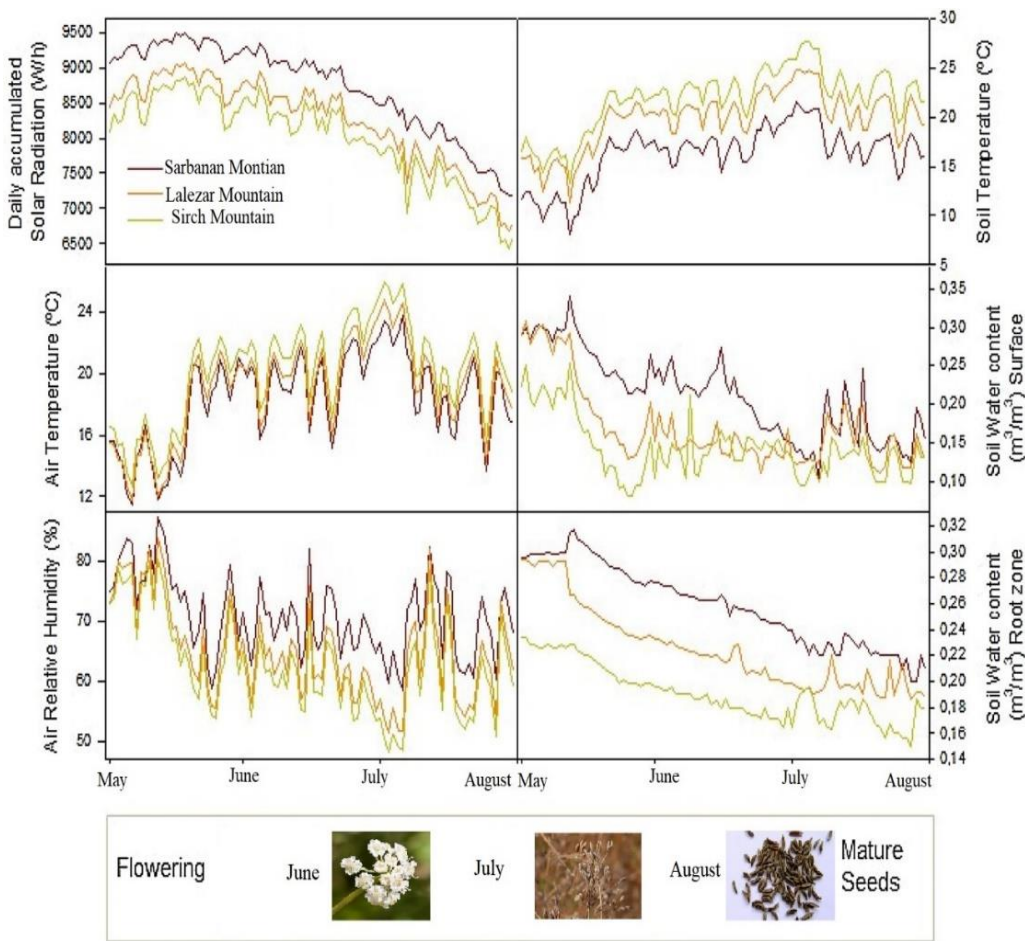 Daily accumulated
Solar Radiation (W/h)
9500
9000
8500
8000
7500
7000
6500
Sarbanan Montian
Lalezar Mountain
Sirch Mountain
30
25
20
15
10
5
Soil Temperature (ºC)
Air Temperature (ºC)
24
20
16
12
0,35
0,30
0,25
0,20
0,15
0,10
Soil Water content
(m³/m³) Surface
Air Relative Humidity (%)
80
70
60
50
0,32
0,30
0,28
0,26
0,24
0,22
0,20
0,18
0,16
0,14
Soil Water content
(m³/m³) Root zone
May June July August
May June July August
Flowering June July August Mature
Seeds